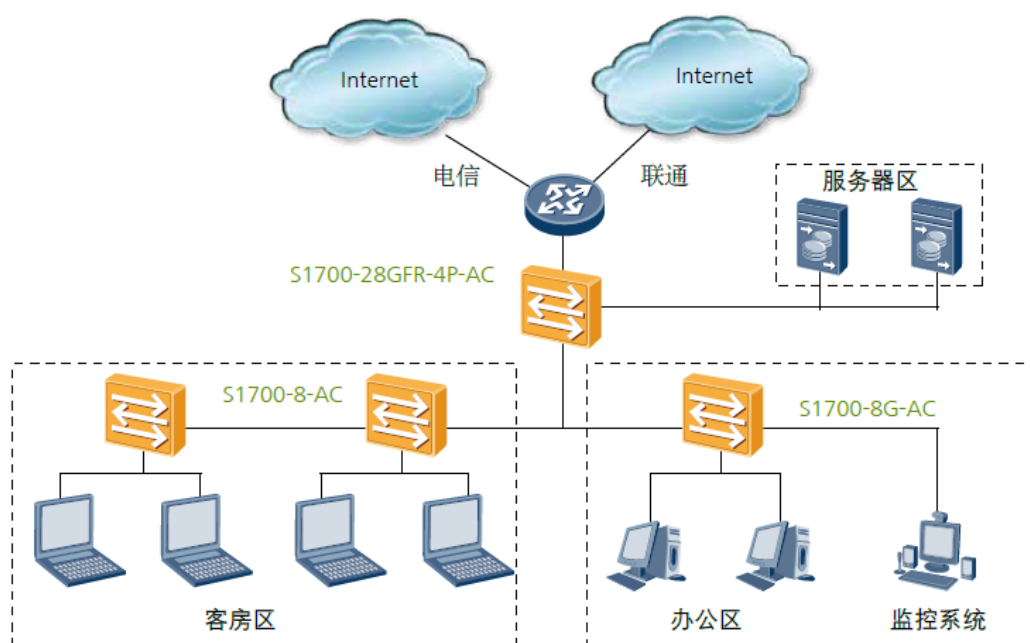 Internet
Internet
电信
联通
服务器区
S1700-28GFR-4P-AC
S1700-8-AC
S1700-8G-AC
客房区
办公区
监控系统